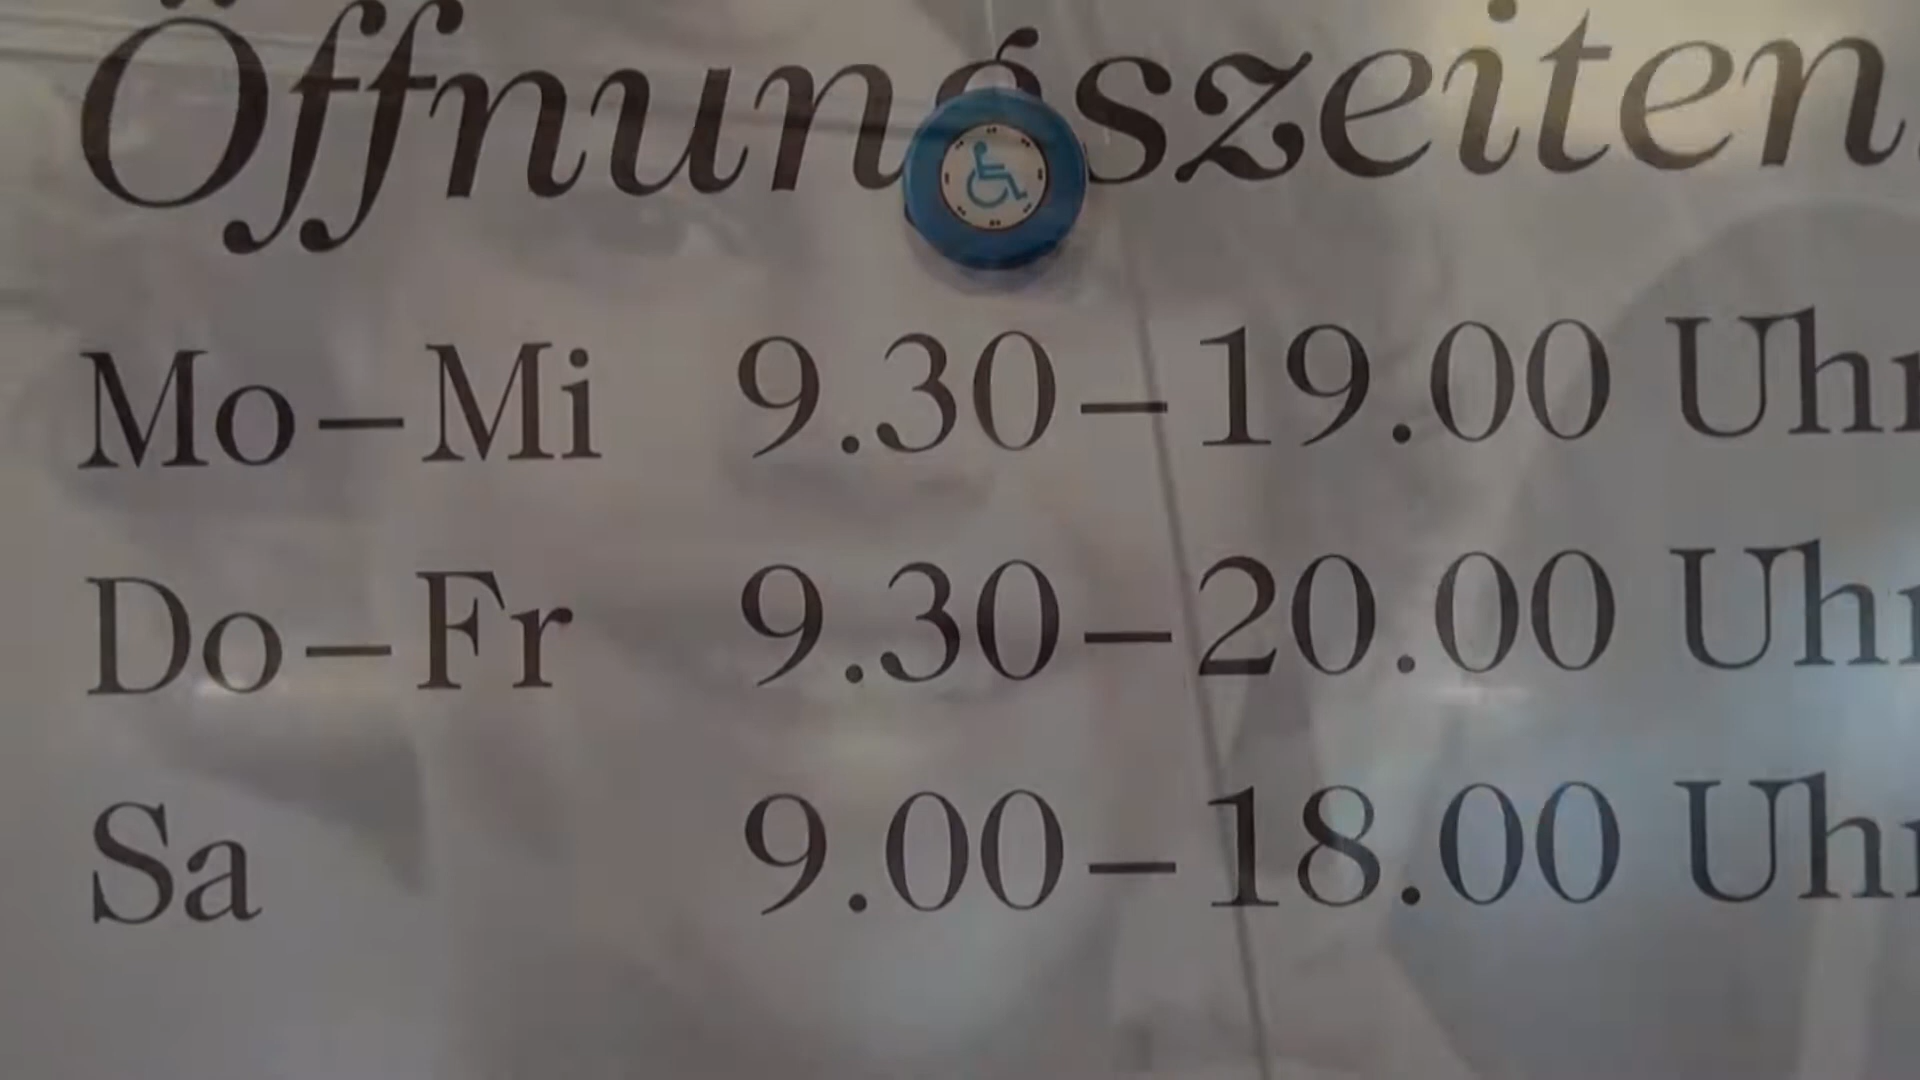 Öffnungszeiten
Mo–Mi 9.30–19.00 Uhr
Do–Fr 9.30–20.00 Uhr
Sa 9.00–18.00 Uhr